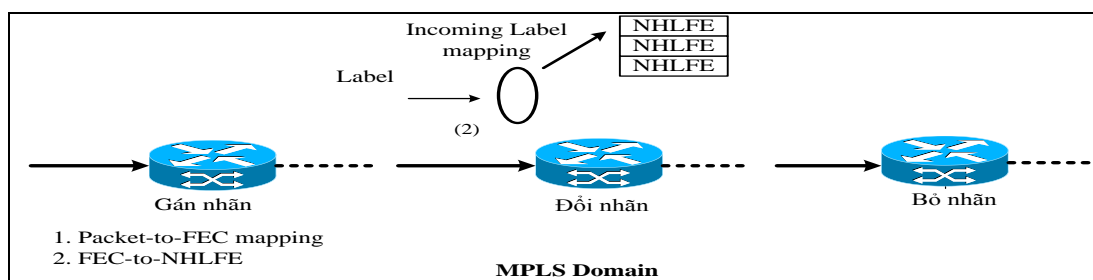 Incoming Label
mapping
NHLFE
NHLFE
NHLFE
Label
(2)
Gán nhãn
Đổi nhãn
Bỏ nhãn
1. Packet-to-FEC mapping
2. FEC-to-NHLFE
MPLS Domain